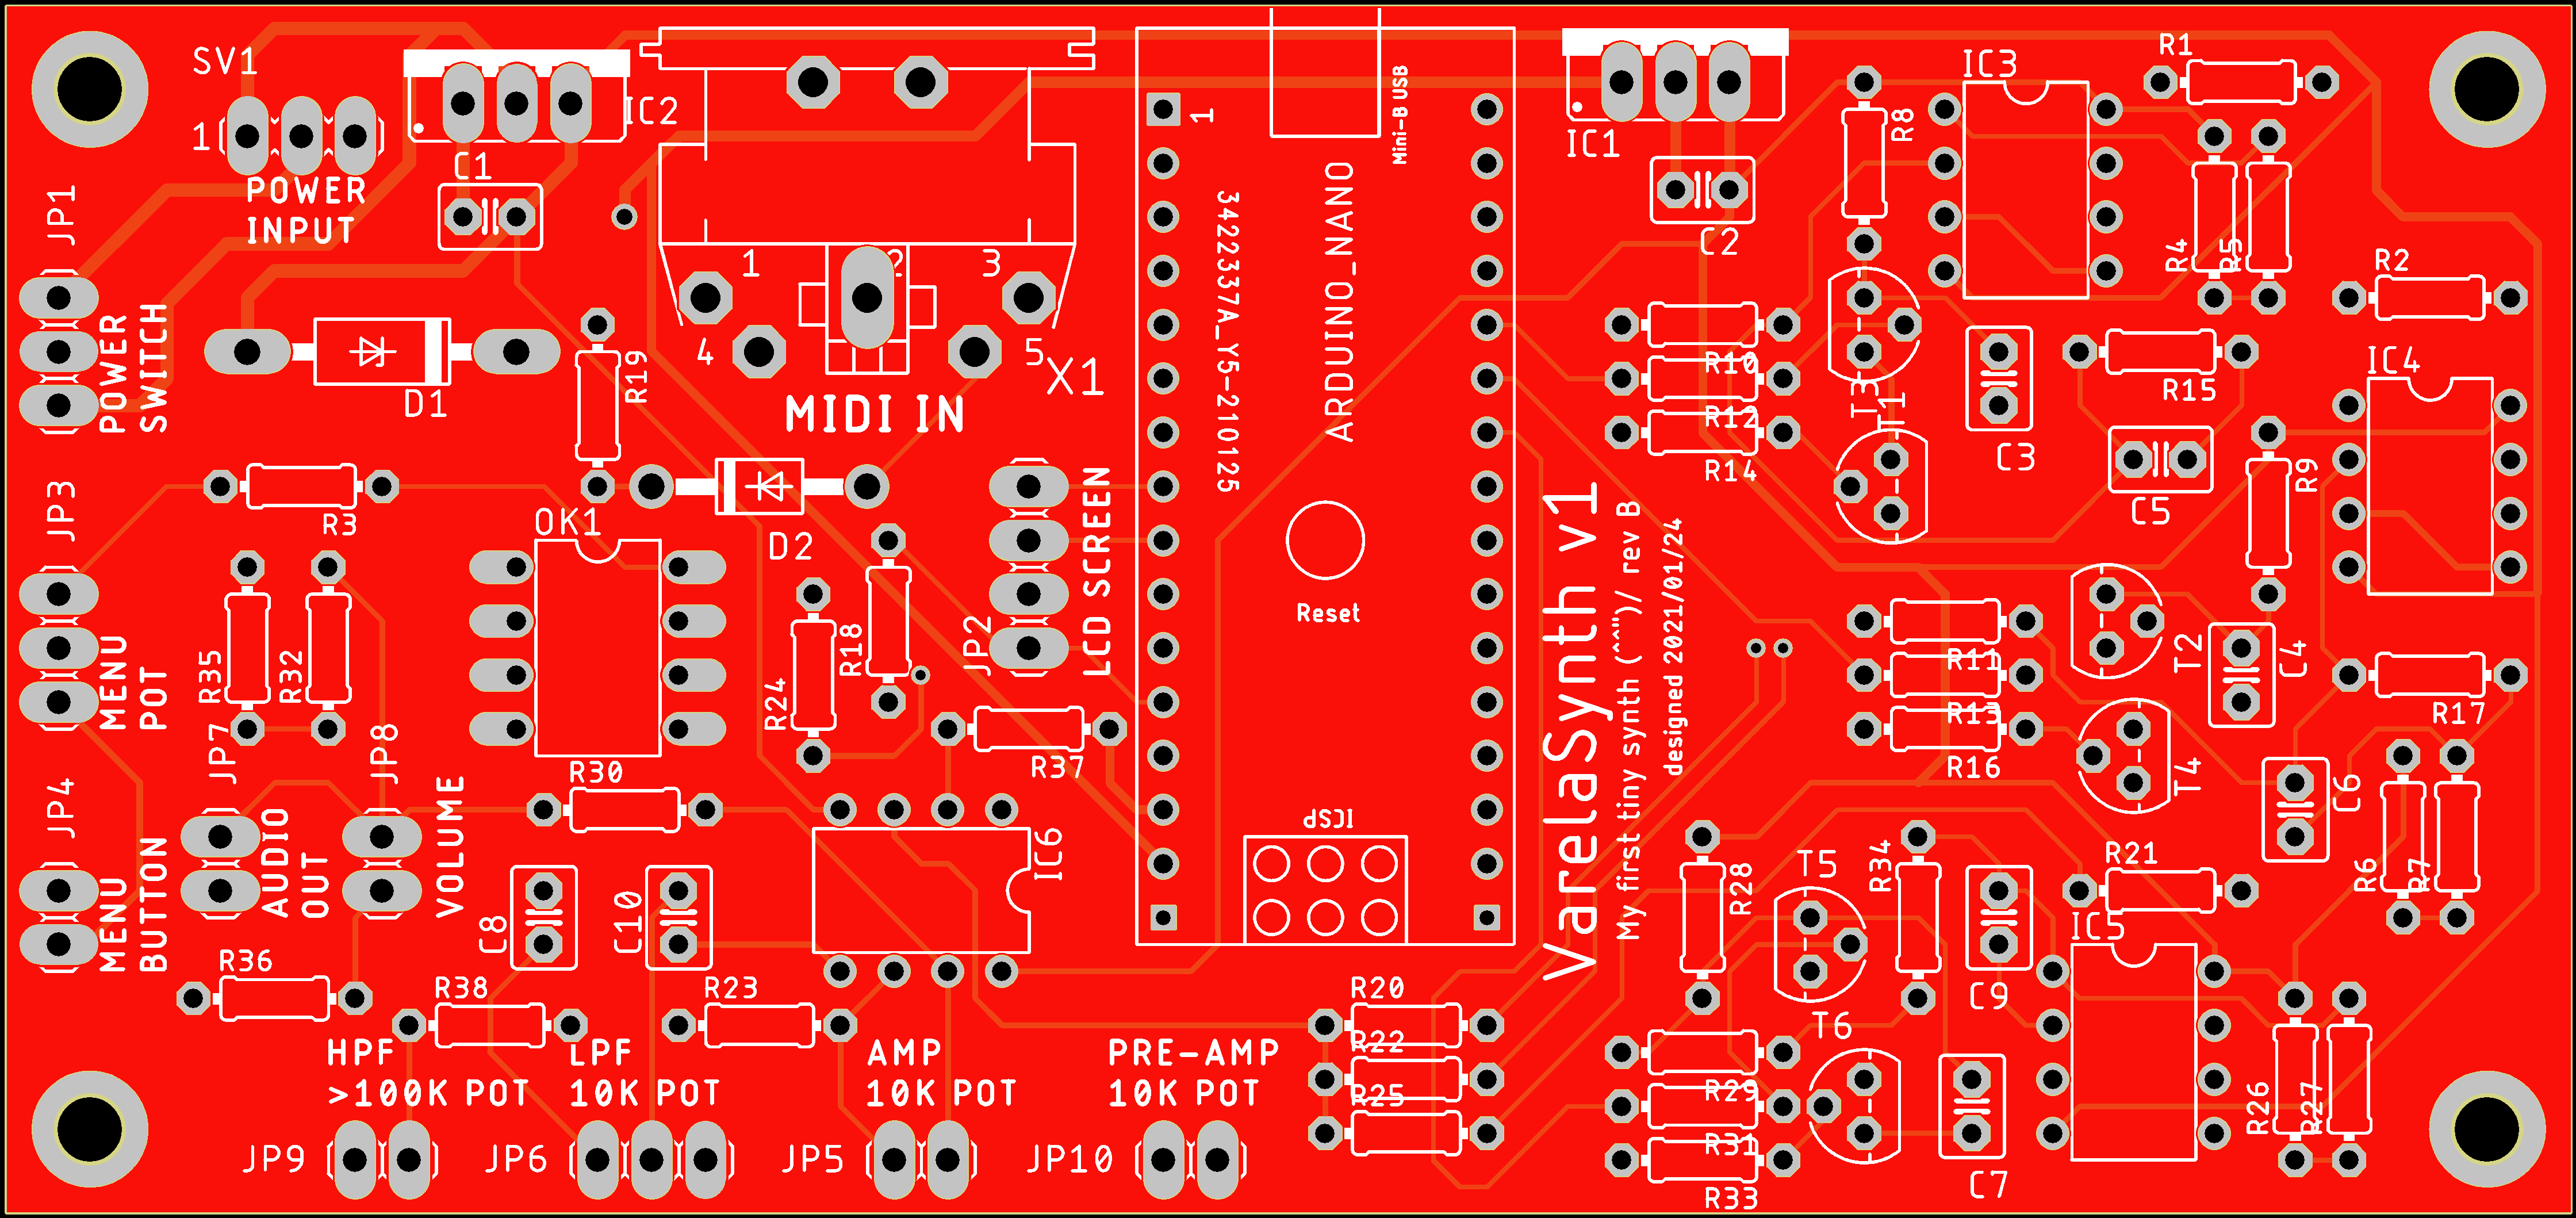 SV1
1
POWER
INPUT
IC2
C1
JP1
POWER
SWITCH
D1
R19
1
2
3
4
5
X1
MIDI IN
1
Mini-B USB
3422337A_Y5-210125
ARDUINO_NANO
Reset
ICSP
IC1
C2
R8
IC3
R1
R4
R5
R2
R10
R12
R14
T3
T1
C3
R15
C5
R9
IC4
JP3
MENU
POT
R3
OK1
D2
R35
R32
R24
R18
JP2
LCD SCREEN
R37
JP7
AUDIO
OUT
JP8
VOLUME
R30
IC6
JP4
MENU
BUTTON
C8
C10
R36
R38
R23
HPF
>100K POT
JP9
LPF
10K POT
JP6
AMP
10K POT
JP5
PRE-AMP
10K POT
JP10
VarelaSynth v1
My first tiny synth (^^")/ rev B
designed 2021/01/24
R11
R13
R16
T2
T4
C4
R17
C6
R6
R7
R28
T5
R34
R21
IC5
C9
T6
R20
R22
R25
R29
R31
R33
C7
R26
R27